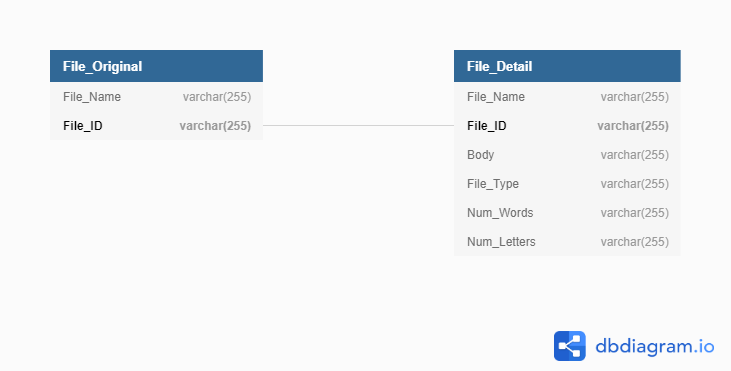 File_Original
File_Name varchar(255)
File_ID varchar(255)
File_Detail
File_Name varchar(255)
File_ID varchar(255)
Body varchar(255)
File_Type varchar(255)
Num_Words varchar(255)
Num_Letters varchar(255)
dbdiagram.io